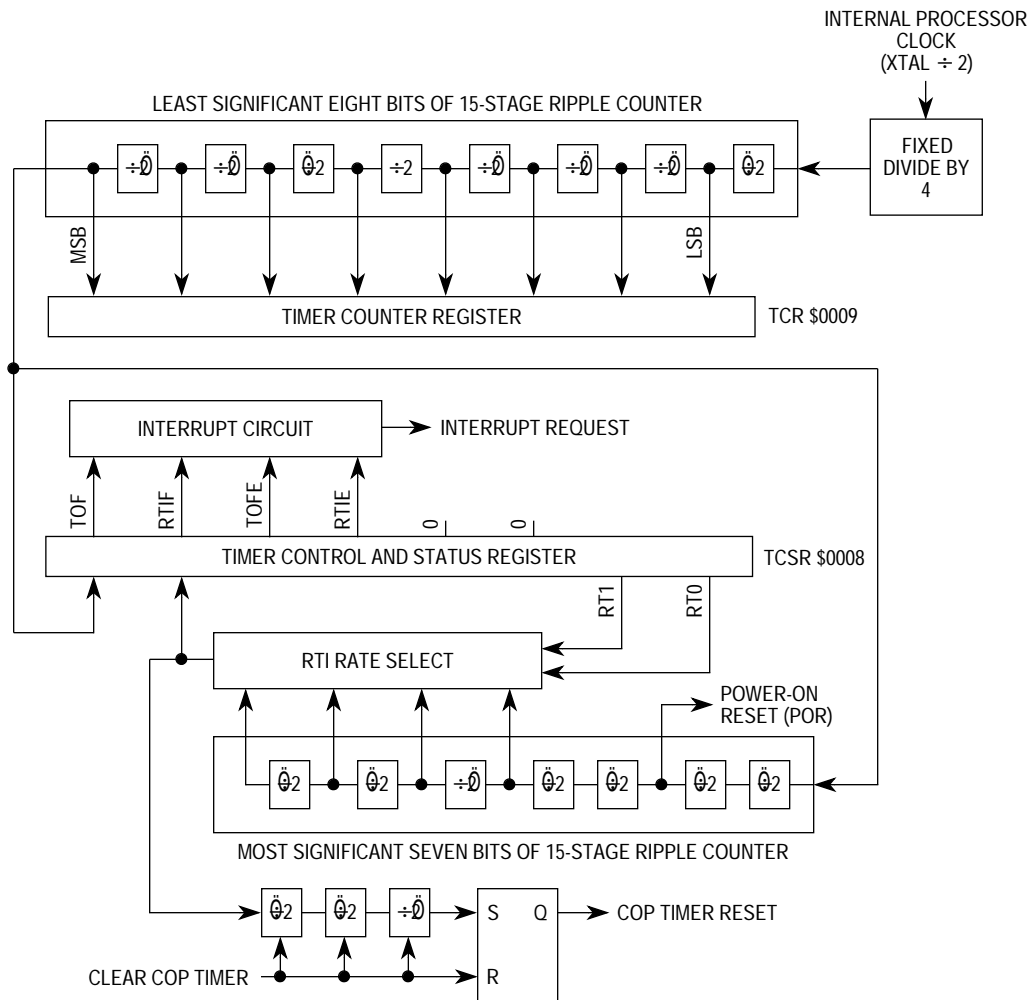 INTERNAL PROCESSOR
CLOCK
(XTAL ÷ 2)
LEAST SIGNIFICANT EIGHT BITS OF 15-STAGE RIPPLE COUNTER
FIXED
DIVIDE BY
4
÷2
MSB
LSB
TIMER COUNTER REGISTER
TCR $0009
INTERRUPT CIRCUIT
INTERRUPT REQUEST
TOF
RTIF
TOFE
RTIE
0
0
TIMER CONTROL AND STATUS REGISTER
TCSR $0008
RT1
RT0
RTI RATE SELECT
POWER-ON
RESET (POR)
MOST SIGNIFICANT SEVEN BITS OF 15-STAGE RIPPLE COUNTER
S
Q
COP TIMER RESET
CLEAR COP TIMER
R